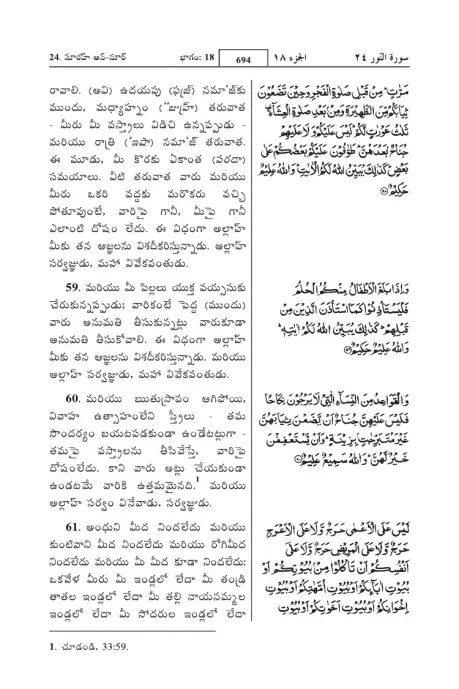 24. సూరహ్ అన్-నూర్ భాగం: 18 694 الجزء ١٨ سورة النّور ٢٤
రావాలి. (అవి) ఉదయపు (ఫజ్ర్) నమా'జ్‌కు
ముందు, మధ్యాహ్నం ("జుహ్ర్) తరువాత
- మీరు మీ వస్త్రాలు విడిచి ఉన్నప్పుడు -
మరియు రాత్రి ('ఇషా) నమా'జ్ తరువాత.
ఈ మూడు, మీ కొరకు ఏకాంత (పరదా)
సమయాలు. వీటి తరువాత వారు మరియు
మీరు ఒకరి వద్దకు మరొకరు వచ్చి
పోతూవుంటే, వారిపై గానీ, మీపై గానీ
ఎలాంటి దోషం లేదు. ఈ విధంగా అల్లాహ్
మీకు తన ఆజ్ఞలను విశదీకరిస్తున్నాడు. అల్లాహ్
సర్వజ్ఞుడు, మహా వివేకవంతుడు.
59. మరియు మీ పిల్లలు యుక్త వయస్సుకు
చేరుకున్నప్పుడు; వారికంటే పెద్ద (ముందు)
వారు అనుమతి తీసుకున్నట్లు వారుకూడా
అనుమతి తీసుకోవాలి. ఈ విధంగా అల్లాహ్
మీకు తన ఆజ్ఞలను విశదీకరిస్తున్నాడు. మరియు
అల్లాహ్ సర్వజ్ఞుడు, మహా వివేకవంతుడు.
60. మరియు ఋతుస్రావం ఆగిపోయి,
వివాహ ఉత్సాహంలేని స్త్రీలు - తమ
సౌందర్యం బయటపడకుండా ఉండేటట్లుగా -
తమపై వస్త్రాలను తీసివేస్తే, వారిపై
దోషంలేదు. కాని వారు అట్లు చేయకుండా
ఉండటమే వారికి ఉత్తమమైనది.1 మరియు
అల్లాహ్ సర్వం వినేవాడు, సర్వజ్ఞుడు.
61. అంధుని మీద నిందలేదు మరియు
కుంటివాని మీద నిందలేదు మరియు రోగిమీద
నిందలేదు మరియు మీ మీద కూడా నిందలేదు:
ఒకవేళ మీరు మీ ఇండ్లలో లేదా మీ తండ్రి
తాతల ఇండ్లలో లేదా మీ తల్లి నాయనమ్మల
ఇండ్లలో లేదా మీ సోదరుల ఇండ్లలో లేదా
مَرّٰتٍ مِنْ قَبْلِ صَلٰوةِ الْفَجْرِ وَحِيْنَ تَضَعُوْنَ
ثِيَابَكُمْ مِّنَ الظَّهِيْرَةِ وَمِنْ بَعْدِ صَلٰوةِ الْعِشَآءِ
ثَلٰثُ عَوْرٰتٍ لَّكُمْ لَيْسَ عَلَيْكُمْ وَلَا عَلَيْهِمْ
جُنَاحٌ بَعْدَهُنَّ طَوّٰفُوْنَ عَلَيْكُمْ بَعْضُكُمْ عَلٰى
بَعْضٍ كَذٰلِكَ يُبَيِّنُ اللّٰهُ لَكُمُ الْاٰيٰتِ وَاللّٰهُ عَلِيْمٌ
حَكِيْمٌ ۝
وَاِذَا بَلَغَ الْاَطْفَالُ مِنْكُمُ الْحُلُمَ
فَلْيَسْتَاْذِنُوْا كَمَا اسْتَاْذَنَ الَّذِيْنَ مِنْ
قَبْلِهِمْ كَذٰلِكَ يُبَيِّنُ اللّٰهُ لَكُمْ اٰيٰتِهٖ
وَاللّٰهُ عَلِيْمٌ حَكِيْمٌ ۝
وَالْقَوَاعِدُ مِنَ النِّسَآءِ الّٰتِيْ لَا يَرْجُوْنَ نِكَاحًا
فَلَيْسَ عَلَيْهِنَّ جُنَاحٌ اَنْ يَّضَعْنَ ثِيَابَهُنَّ
غَيْرَ مُتَبَرِّجٰتٍۭ بِزِيْنَةٍ وَاَنْ يَّسْتَعْفِفْنَ
خَيْرٌ لَّهُنَّ وَاللّٰهُ سَمِيْعٌ عَلِيْمٌ ۝
لَيْسَ عَلَى الْاَعْمٰى حَرَجٌ وَّلَا عَلَى الْاَعْرَجِ
حَرَجٌ وَّلَا عَلَى الْمَرِيْضِ حَرَجٌ وَّلَا عَلٰى
اَنْفُسِكُمْ اَنْ تَاْكُلُوْا مِنْ بُيُوْتِكُمْ اَوْ
بُيُوْتِ اٰبَآئِكُمْ اَوْ بُيُوْتِ اُمَّهٰتِكُمْ اَوْ بُيُوْتِ
اِخْوَانِكُمْ اَوْ بُيُوْتِ اَخَوٰتِكُمْ اَوْ بُيُوْتِ
1. చూడండి, 33:59.